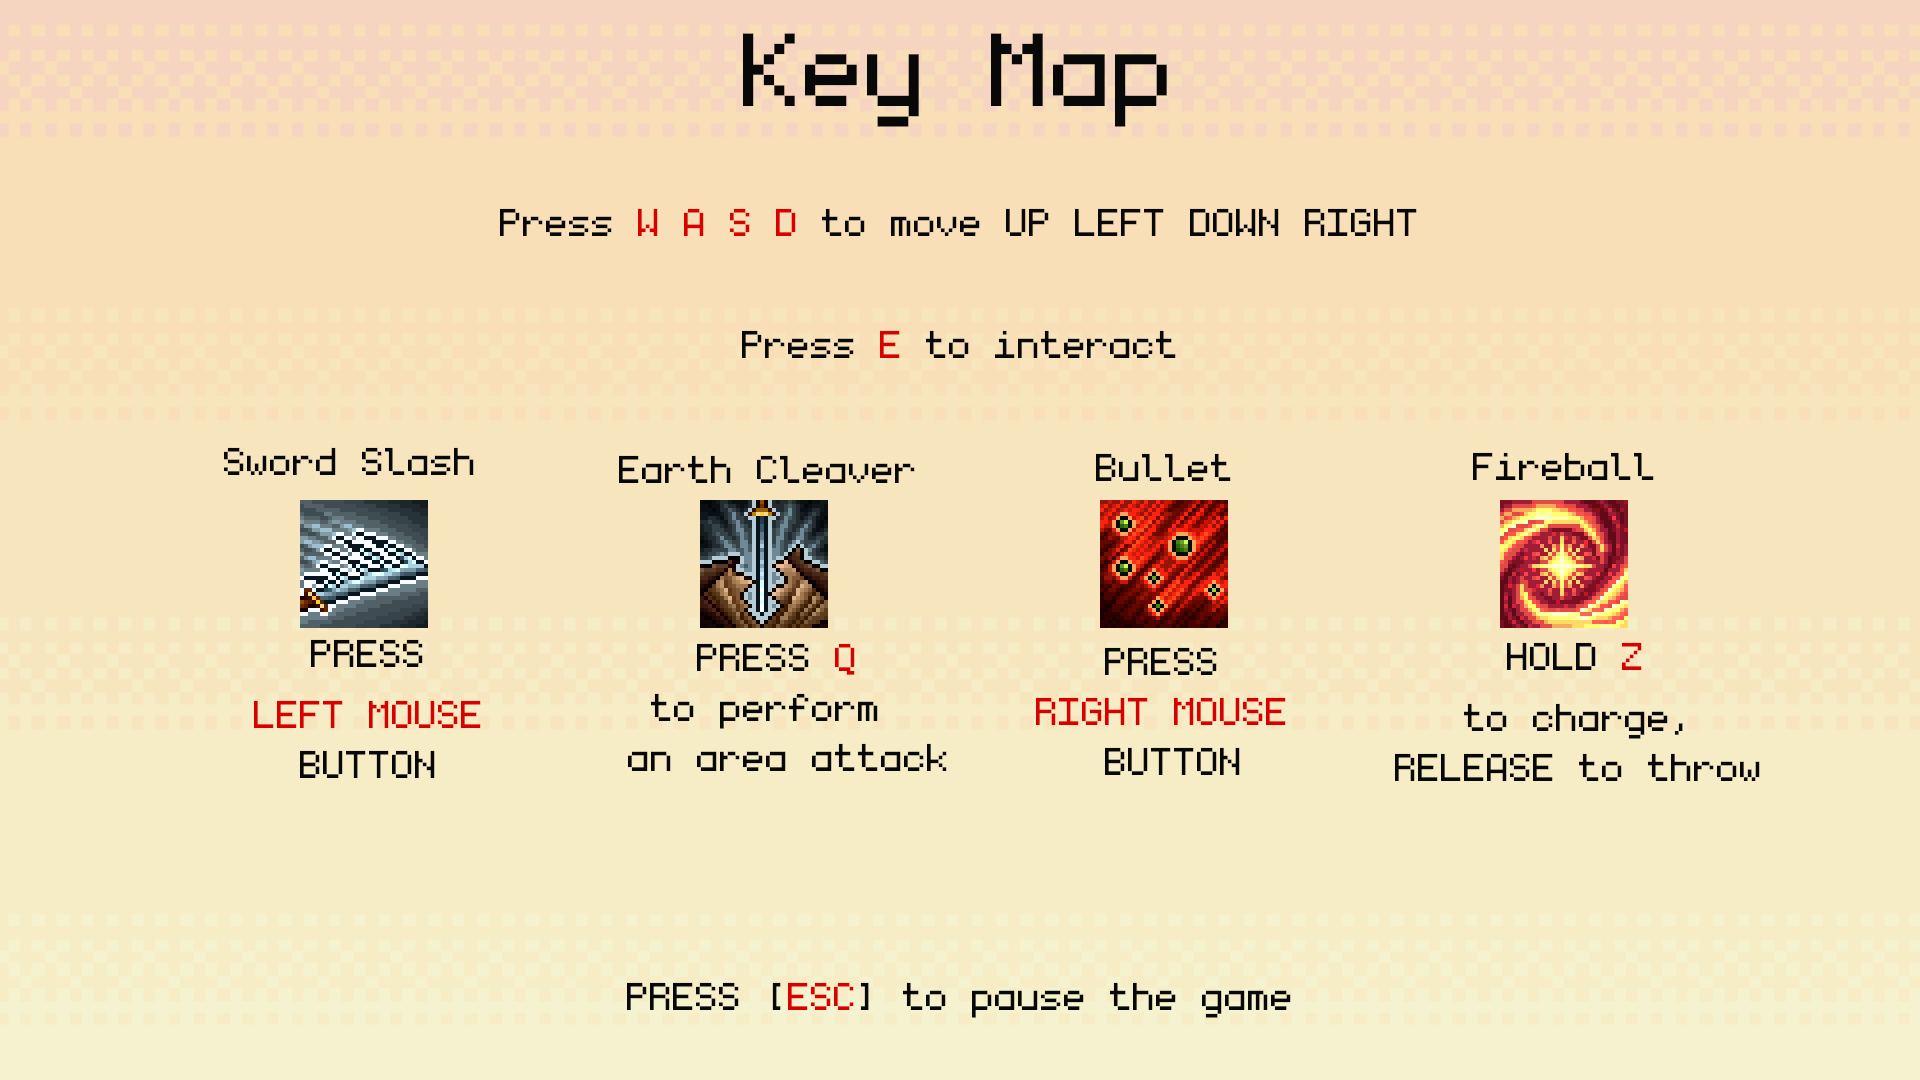 Key Map
Press W A S D to move UP LEFT DOWN RIGHT
Press E to interact
Sword Slash
PRESS
LEFT MOUSE
BUTTON
Earth Cleaver
PRESS Q
to perform
an area attack
Bullet
PRESS
RIGHT MOUSE
BUTTON
Fireball
HOLD Z
to charge,
RELEASE to throw
PRESS [ESC] to pause the game